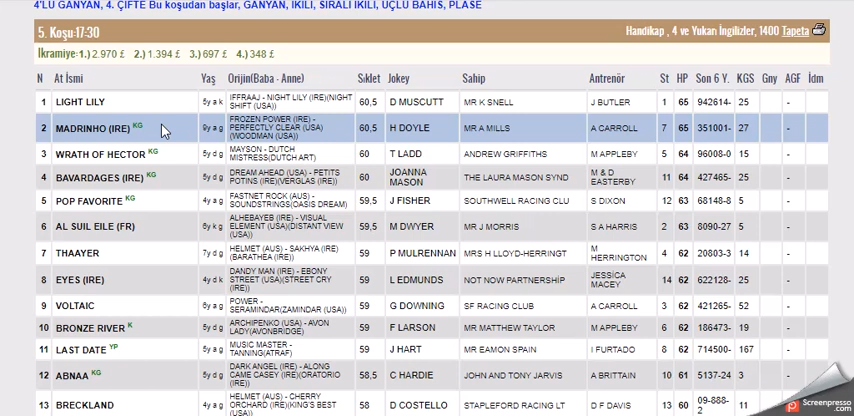 4'LÜ GANYAN, 4. ÇİFTE Bu koşudan başlar, GANYAN, İKİLİ, SIRALI İKİLİ, ÜÇLÜ BAHİS, PLASE
5. Koşu:17-30 Handikap , 4 ve Yukarı İngilizler, 1400 Tapeta
İkramiye:1.) 2.970 £ 2.) 1.394 £ 3.) 697 £ 4.) 348 £
N At İsmi Yaş Orijin(Baba - Anne) Sıklet Jokey Sahip Antrenör St HP Son 6 Y. KGS Gny AGF İdm
1 LIGHT LILY 5y a k IFFRAAJ - NIGHT LILY (IRE)(NIGHT SHIFT (USA)) 60,5 D MUSCUTT MR K SNELL J BUTLER 1 65 942614- 25 -
2 MADRINHO (IRE) KG 9y a g FROZEN POWER (IRE) - PERFECTLY CLEAR (USA)(WOODMAN (USA)) 60,5 H DOYLE MR A MILLS A CARROLL 7 65 351001- 27 -
3 WRATH OF HECTOR KG 5y d g MAYSON - DUTCH MISTRESS(DUTCH ART) 60 T LADD ANDREW GRIFFITHS M APPLEBY 5 64 96008-0 15 -
4 BAVARDAGES (IRE) KG 5y d g DREAM AHEAD (USA) - PETITS POTINS (IRE)(VERGLAS (IRE)) 60 JOANNA MASON THE LAURA MASON SYND M & D EASTERBY 11 64 427465- 25 -
5 POP FAVORITE KG 4y a g FASTNET ROCK (AUS) - SOUNDSTRINGS(OASIS DREAM) 59,5 J FISHER SOUTHWELL RACING CLU S DIXON 12 63 68148-8 5 -
6 AL SUIL EILE (FR) 6y k g ALHEBAYEB (IRE) - VISUAL ELEMENT (USA)(DISTANT VIEW (USA)) 59,5 M DWYER MR J MORRIS S A HARRIS 2 63 8090-27 5 -
7 THAAYER 7y d g HELMET (AUS) - SAKHYA (IRE)(BARATHEA (IRE)) 59 P MULRENNAN MRS H LLOYD-HERRINGT M HERRINGTON 4 62 20803-3 14 -
8 EYES (IRE) 4y d k DANDY MAN (IRE) - EBONY STREET (USA)(STREET CRY (IRE)) 59 L EDMUNDS NOT NOW PARTNERSHİP JESSİCA MACEY 14 62 622128- 25 -
9 VOLTAIC 6y a g POWER - SERAMINDAR(ZAMINDAR (USA)) 59 G DOWNING SF RACING CLUB A CARROLL 3 62 421265- 52 -
10 BRONZE RIVER K 5y d g ARCHIPENKO (USA) - AVON LADY(AVONBRIDGE) 59 F LARSON MR MATTHEW TAYLOR M APPLEBY 6 62 186473- 19 -
11 LAST DATE YP 5y a g MUSIC MASTER - TANNING(ATRAF) 59 J HART MR EAMON SPAIN I FURTADO 8 62 714500- 167 -
12 ABNAA KG 5y d g DARK ANGEL (IRE) - ALONG CAME CASEY (IRE)(ORATORIO (IRE)) 58,5 C HARDIE JOHN AND TONY JARVIS A BRITTAIN 10 61 5137-24 3 -
13 BRECKLAND 4y a g HELMET (AUS) - CHERRY ORCHARD (IRE)(KING'S BEST (USA)) 58 D COSTELLO STAPLEFORD RACING LT D F DAVIS 13 60 09-888-2 11
Screenpresso .com